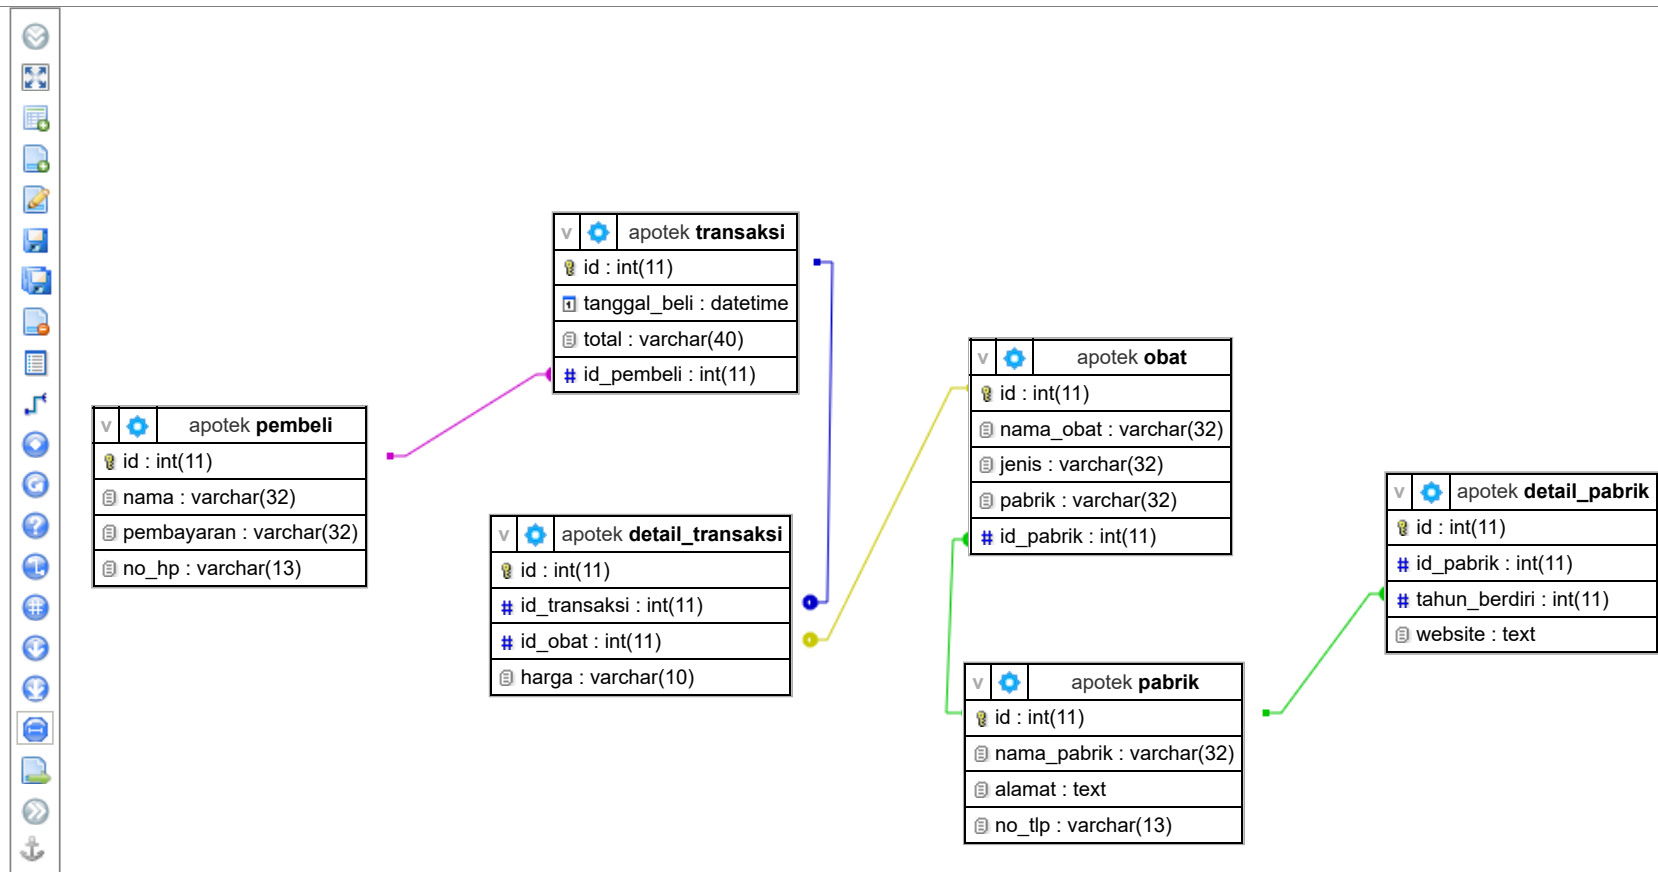 v apotek transaksi
id : int(11)
tanggal_beli : datetime
total : varchar(40)
# id_pembeli : int(11)
v apotek pembeli
id : int(11)
nama : varchar(32)
pembayaran : varchar(32)
no_hp : varchar(13)
v apotek detail_transaksi
id : int(11)
# id_transaksi : int(11)
# id_obat : int(11)
harga : varchar(10)
v apotek obat
id : int(11)
nama_obat : varchar(32)
jenis : varchar(32)
pabrik : varchar(32)
# id_pabrik : int(11)
v apotek pabrik
id : int(11)
nama_pabrik : varchar(32)
alamat : text
no_tlp : varchar(13)
v apotek detail_pabrik
id : int(11)
# id_pabrik : int(11)
# tahun_berdiri : int(11)
website : text